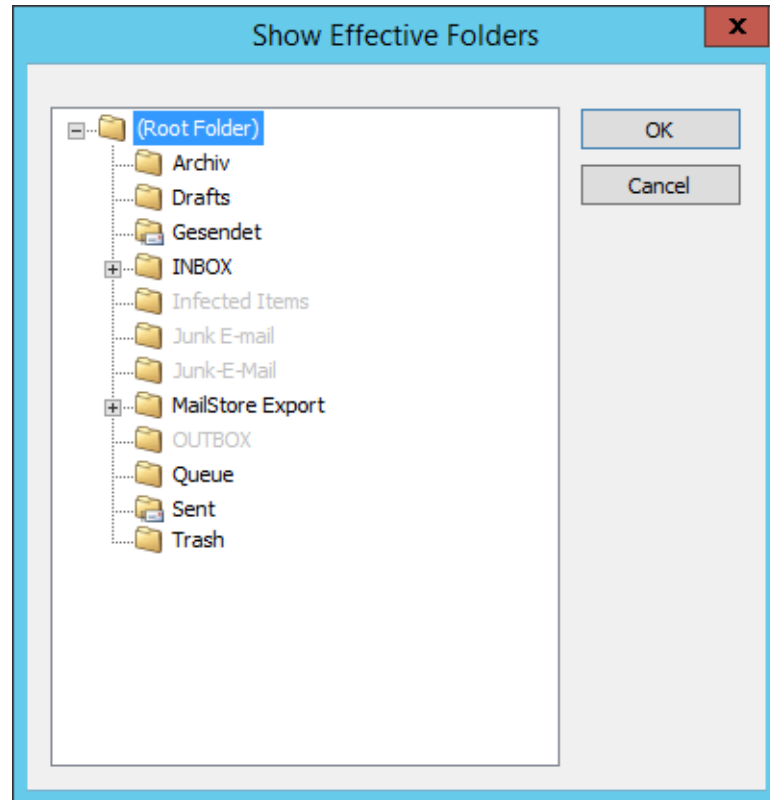 Show Effective Folders
x
(Root Folder)
OK
Archiv
Cancel
Drafts
Gesendet
INBOX
Infected Items
Junk E-mail
Junk-E-Mail
MailStore Export
OUTBOX
Queue
Sent
Trash